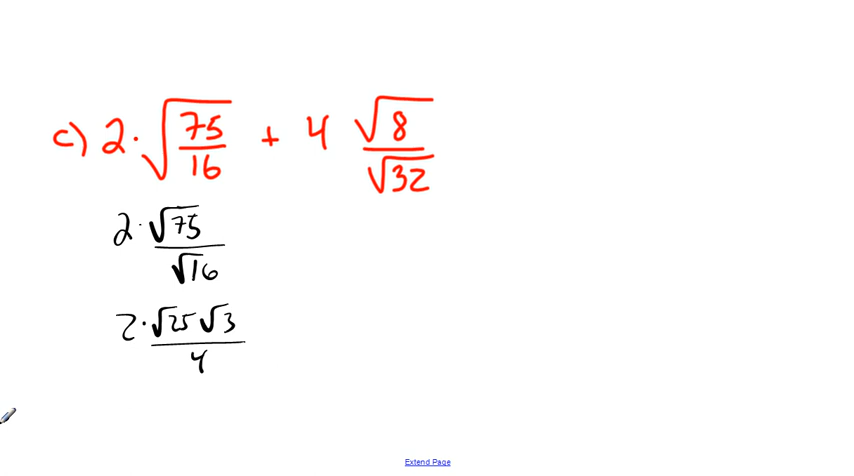 c) 2 · √(75/16) + 4 √8/√32
2 · √75/√16
2 · √25 √3/4
Extend Page